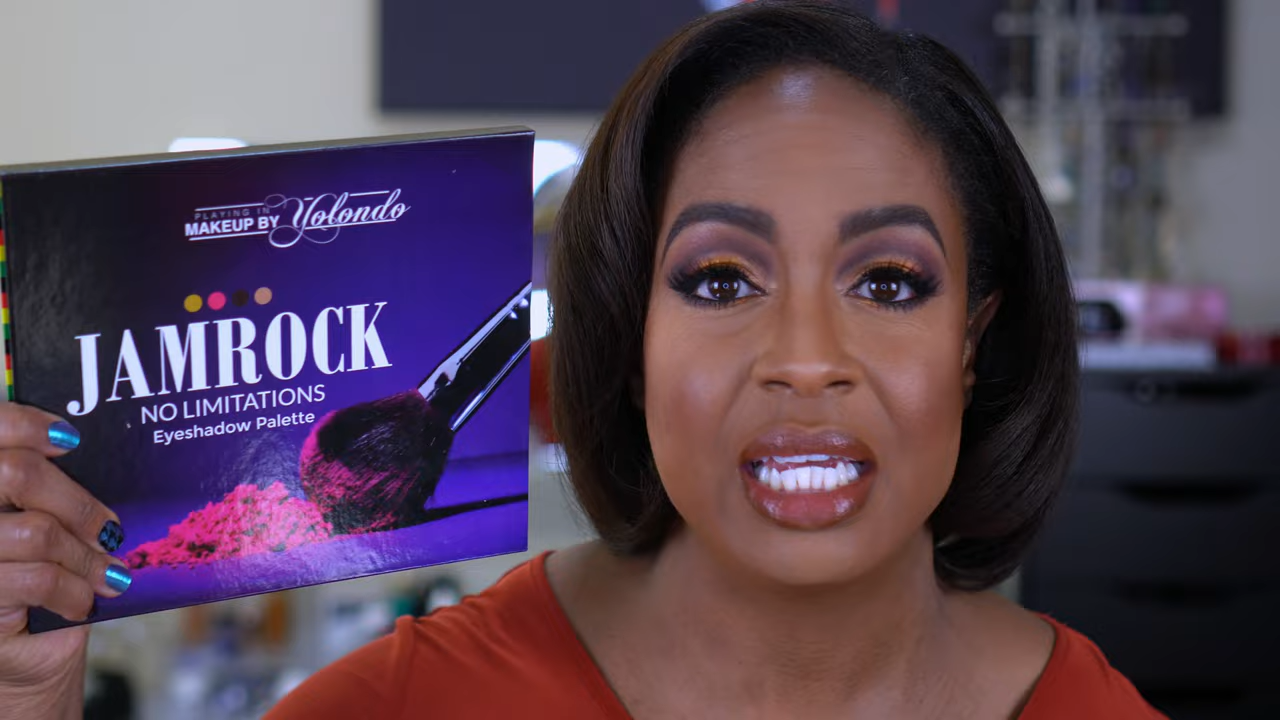 PLAYING IN
MAKEUP BY Yolondo
JAMROCK
NO LIMITATIONS
Eyeshadow Palette